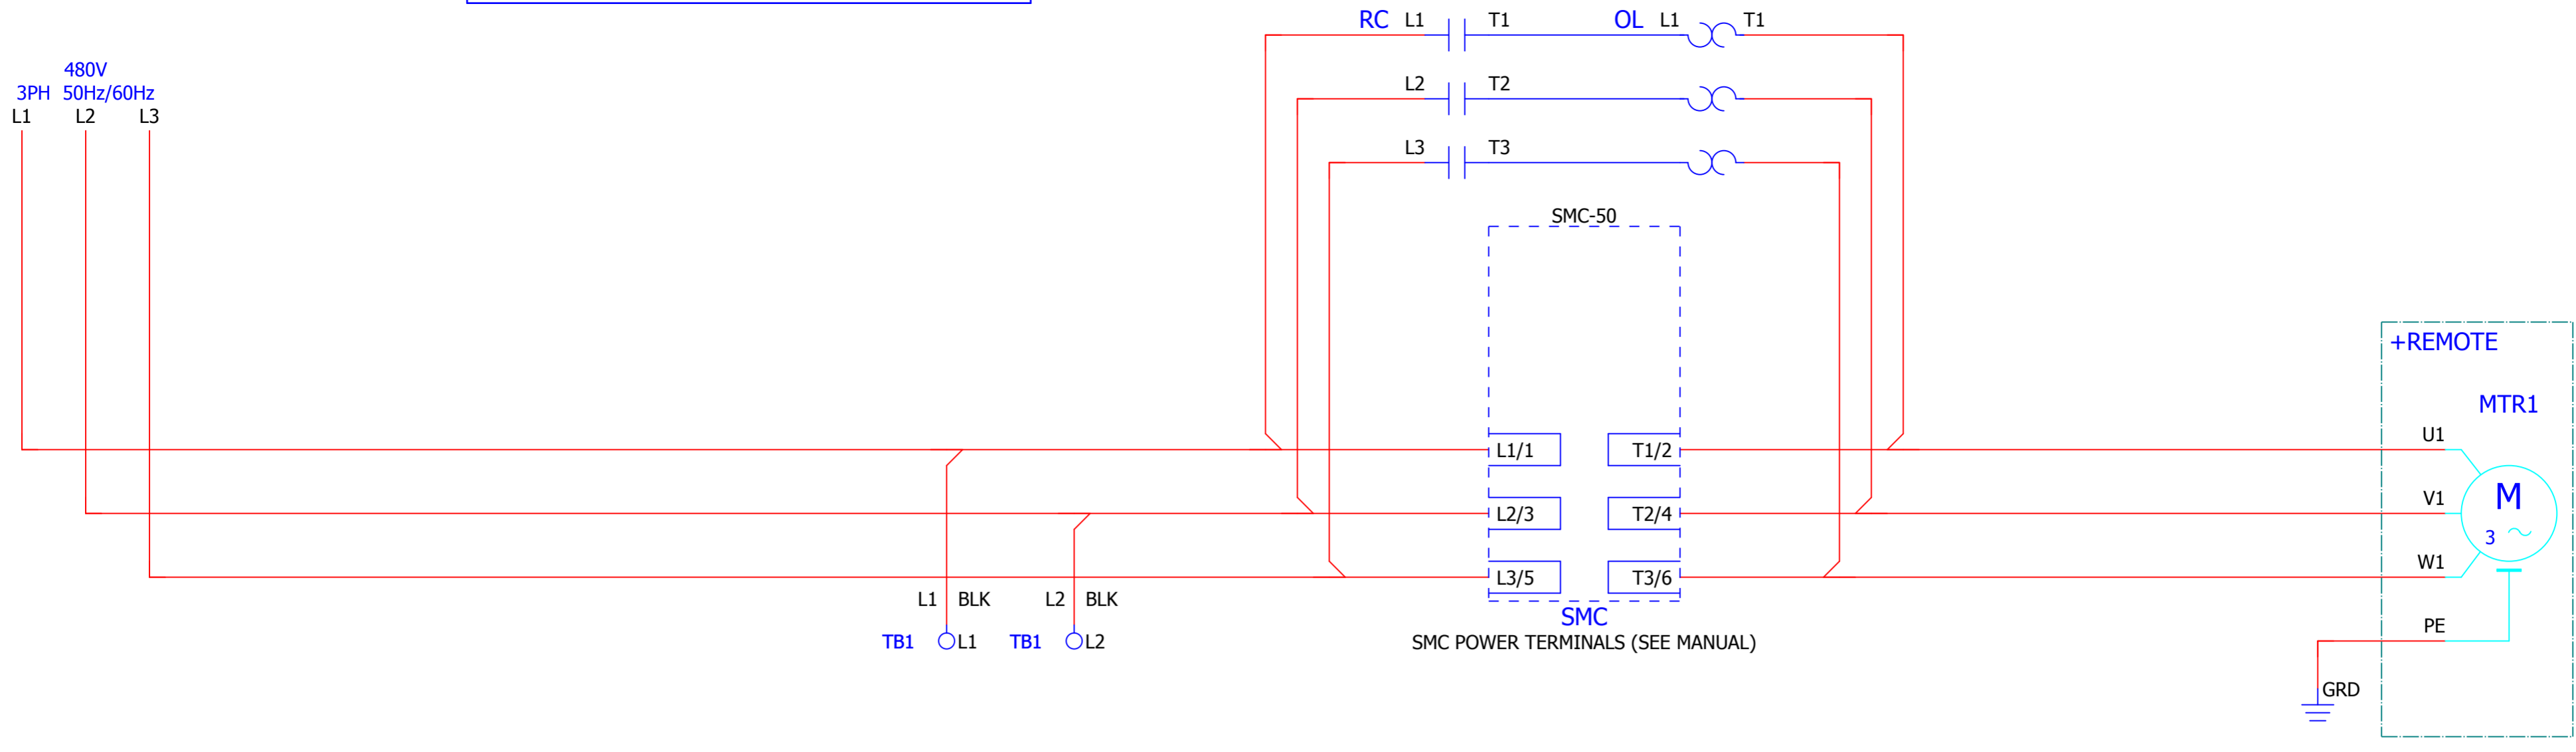 RC L1 T1 OL L1 T1
480V
3PH 50Hz/60Hz
L1 L2 L3
L2 T2
L3 T3
SMC-50
+REMOTE
MTR1
U1
L1/1 T1/2
V1
M
3
L2/3 T2/4
W1
L3/5 T3/6
L1 BLK L2 BLK
SMC
PE
TB1 L1 TB1 L2
SMC POWER TERMINALS (SEE MANUAL)
GRD